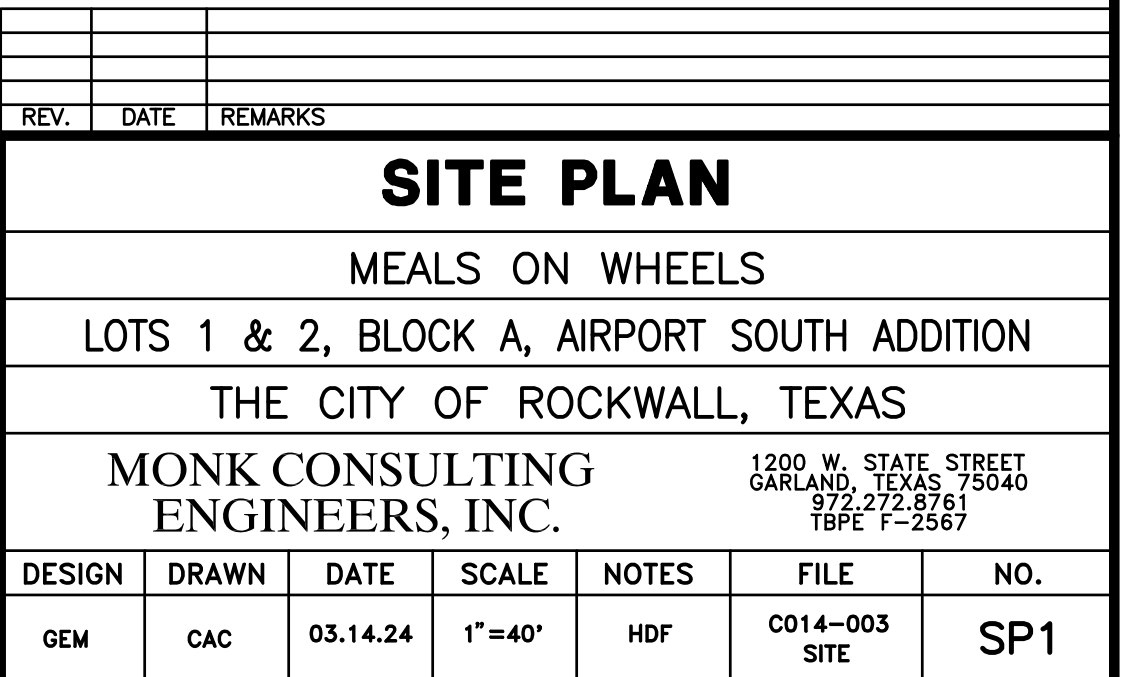 REV. DATE REMARKS
SITE PLAN
MEALS ON WHEELS
LOTS 1 & 2, BLOCK A, AIRPORT SOUTH ADDITION
THE CITY OF ROCKWALL, TEXAS
MONK CONSULTING
ENGINEERS, INC.
1200 W. STATE STREET
GARLAND, TEXAS 75040
972.272.8761
TBPE F-2567
DESIGN DRAWN DATE SCALE NOTES FILE NO.
GEM CAC 03.14.24 1"=40' HDF C014-003 SP1
SITE